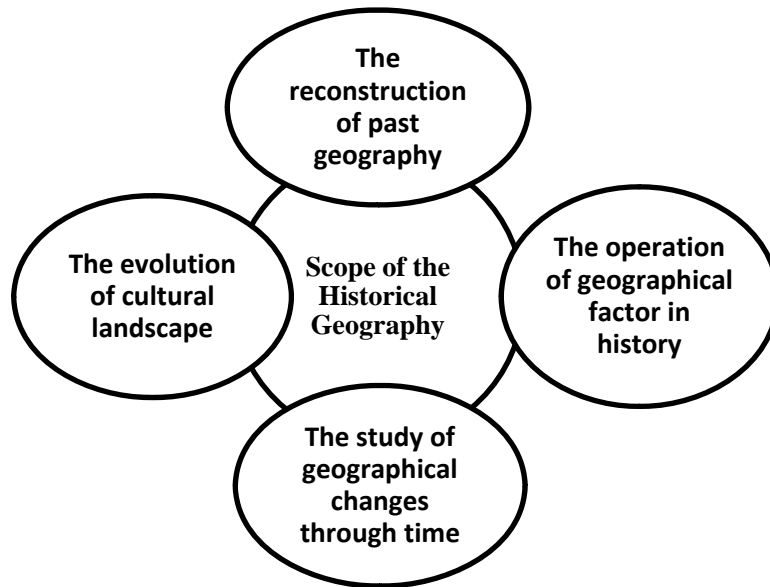 The
reconstruction
of past
geography
The evolution
of cultural
landscape
Scope of the
Historical
Geography
The operation
of geographical
factor in
history
The study of
geographical
changes
through time